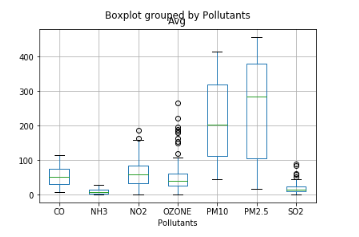 Boxplot grouped by Pollutants
Avg
400
300
200
100
0
CO NH3 NO2 OZONE PM10 PM2.5 SO2
Pollutants